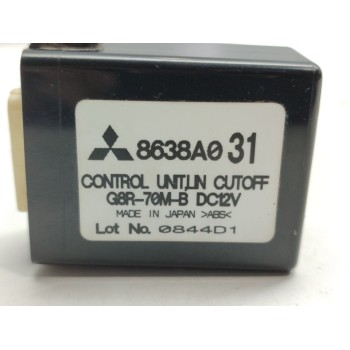 8638A0 31
CONTROL UNIT,LIN CUTOFF
G8R-70M-B DC12V
MADE IN JAPAN >ABS<
Lot No. 0844D1